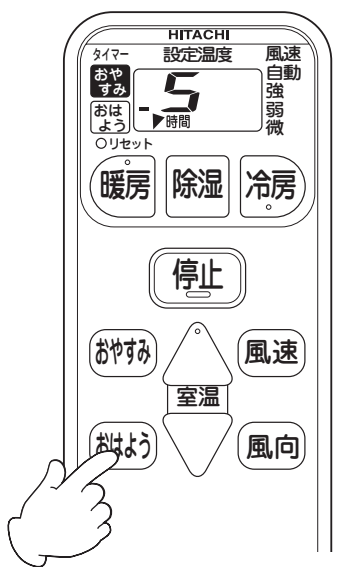 HITACHI
タイマー 設定温度 風速
おやすみ 自動
強
おはよう - 5 弱
時間 微
リセット
暖房 除湿 冷房
停止
おやすみ 風速
室温
おはよう 風向